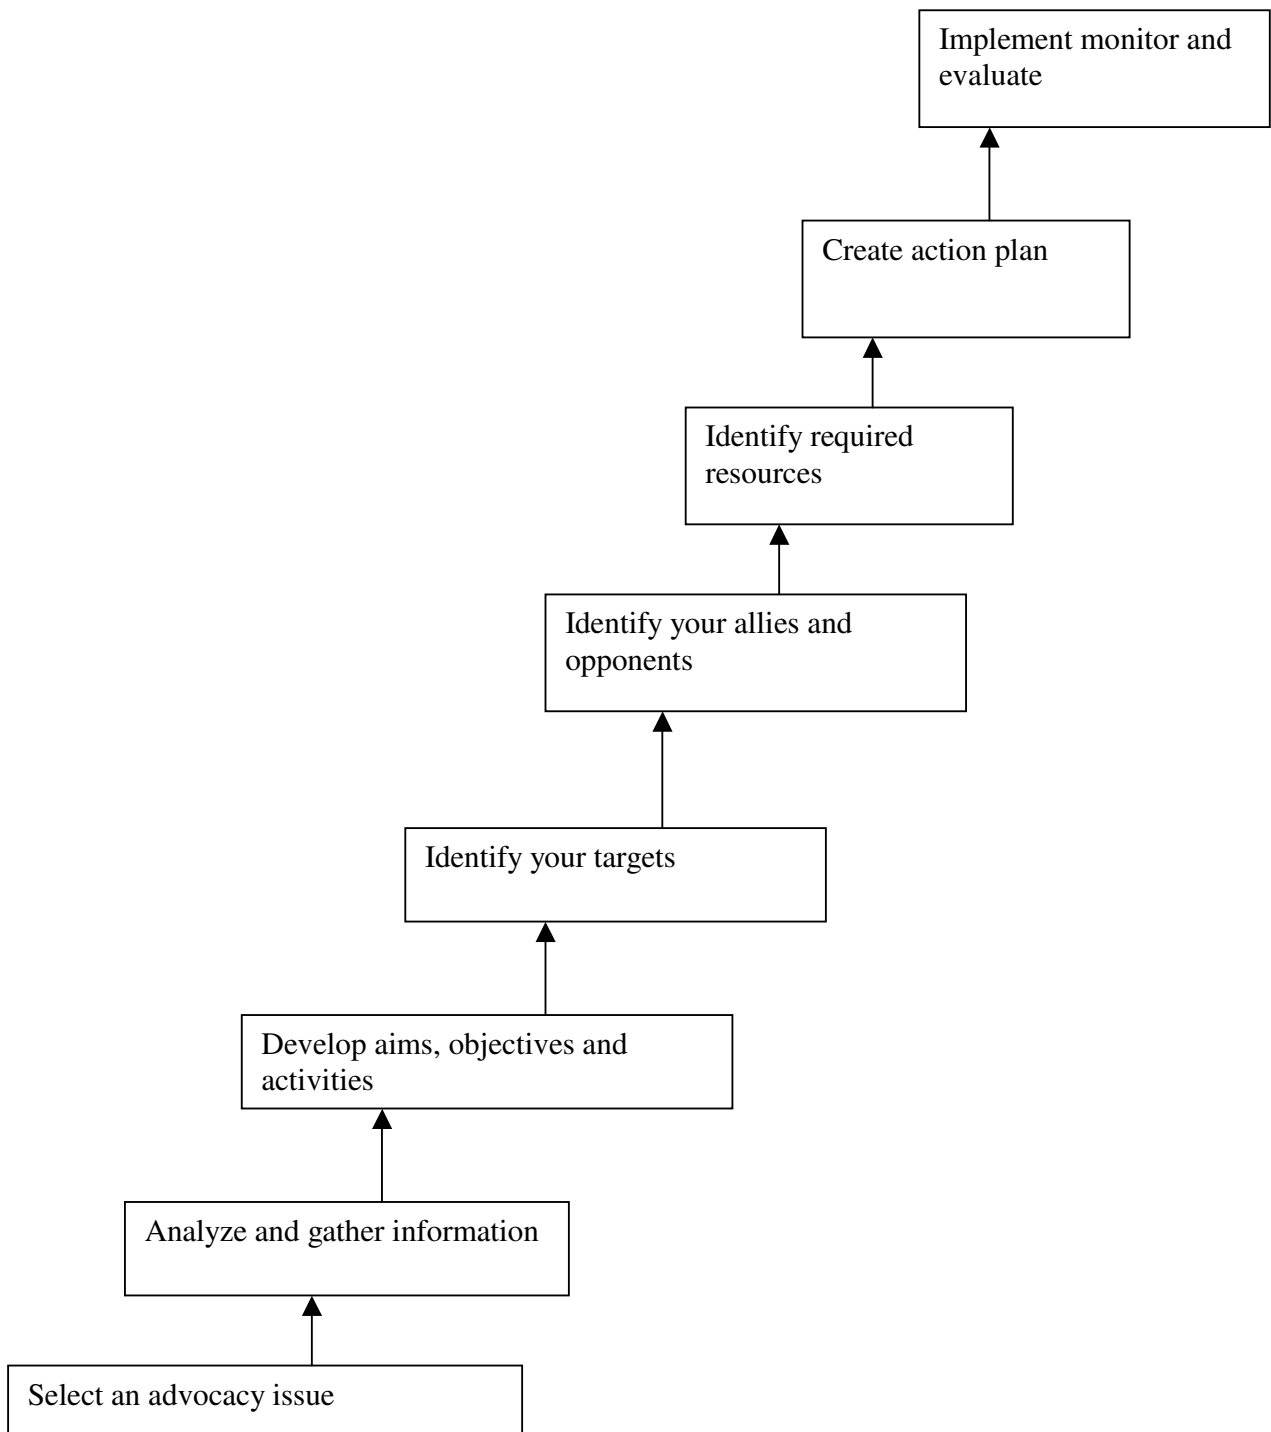 Implement monitor and
evaluate
Create action plan
Identify required
resources
Identify your allies and
opponents
Identify your targets
Develop aims, objectives and
activities
Analyze and gather information
Select an advocacy issue